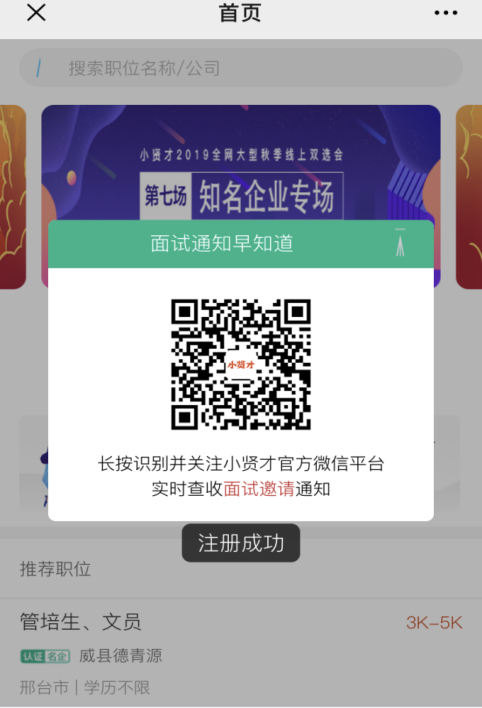 首页
搜索职位名称/公司
小贤才2019全网大型秋季线上双选会
第七场 知名企业专场
面试通知早知道
小贤才
长按识别并关注小贤才官方微信平台
实时查收面试邀请通知
注册成功
推荐职位
管培生、文员 3K-5K
认证名企 威县德青源
邢台市 | 学历不限